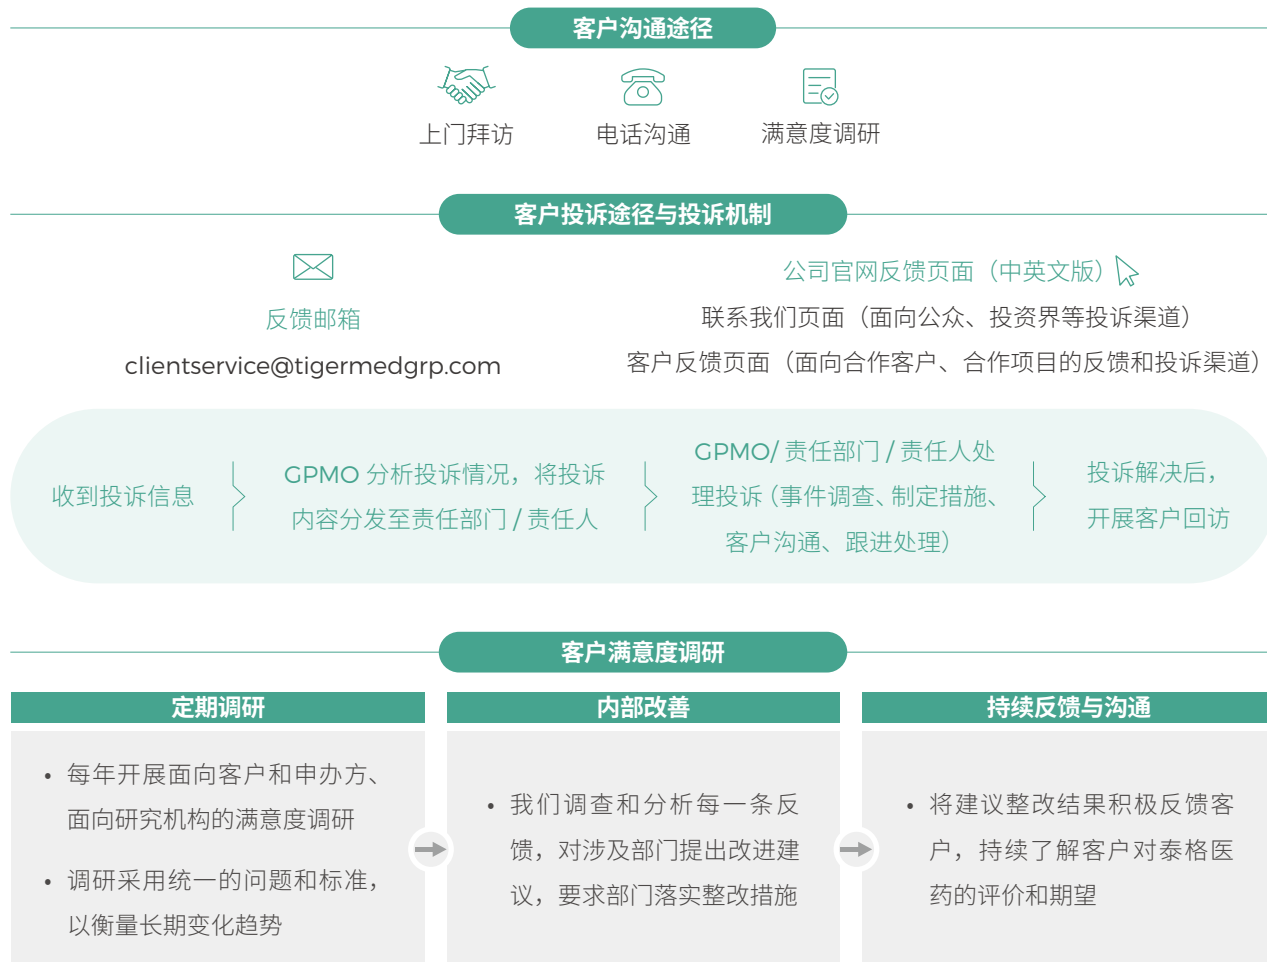 客户沟通途径
上门拜访
电话沟通
满意度调研
客户投诉途径与投诉机制
反馈邮箱
clientservice@tigermedgrp.com
公司官网反馈页面（中英文版）
联系我们页面（面向公众、投资界等投诉渠道）
客户反馈页面（面向合作客户、合作项目的反馈和投诉渠道）
收到投诉信息
GPMO 分析投诉情况，将投诉
内容分发至责任部门 / 责任人
GPMO/ 责任部门 / 责任人处
理投诉（事件调查、制定措施、
客户沟通、跟进处理）
投诉解决后，
开展客户回访
客户满意度调研
定期调研
• 每年开展面向客户和申办方、
面向研究机构的满意度调研
• 调研采用统一的问题和标准，
以衡量长期变化趋势
内部改善
• 我们调查和分析每一条反
馈，对涉及部门提出改进建
议，要求部门落实整改措施
持续反馈与沟通
• 将建议整改结果积极反馈客
户，持续了解客户对泰格医
药的评价和期望